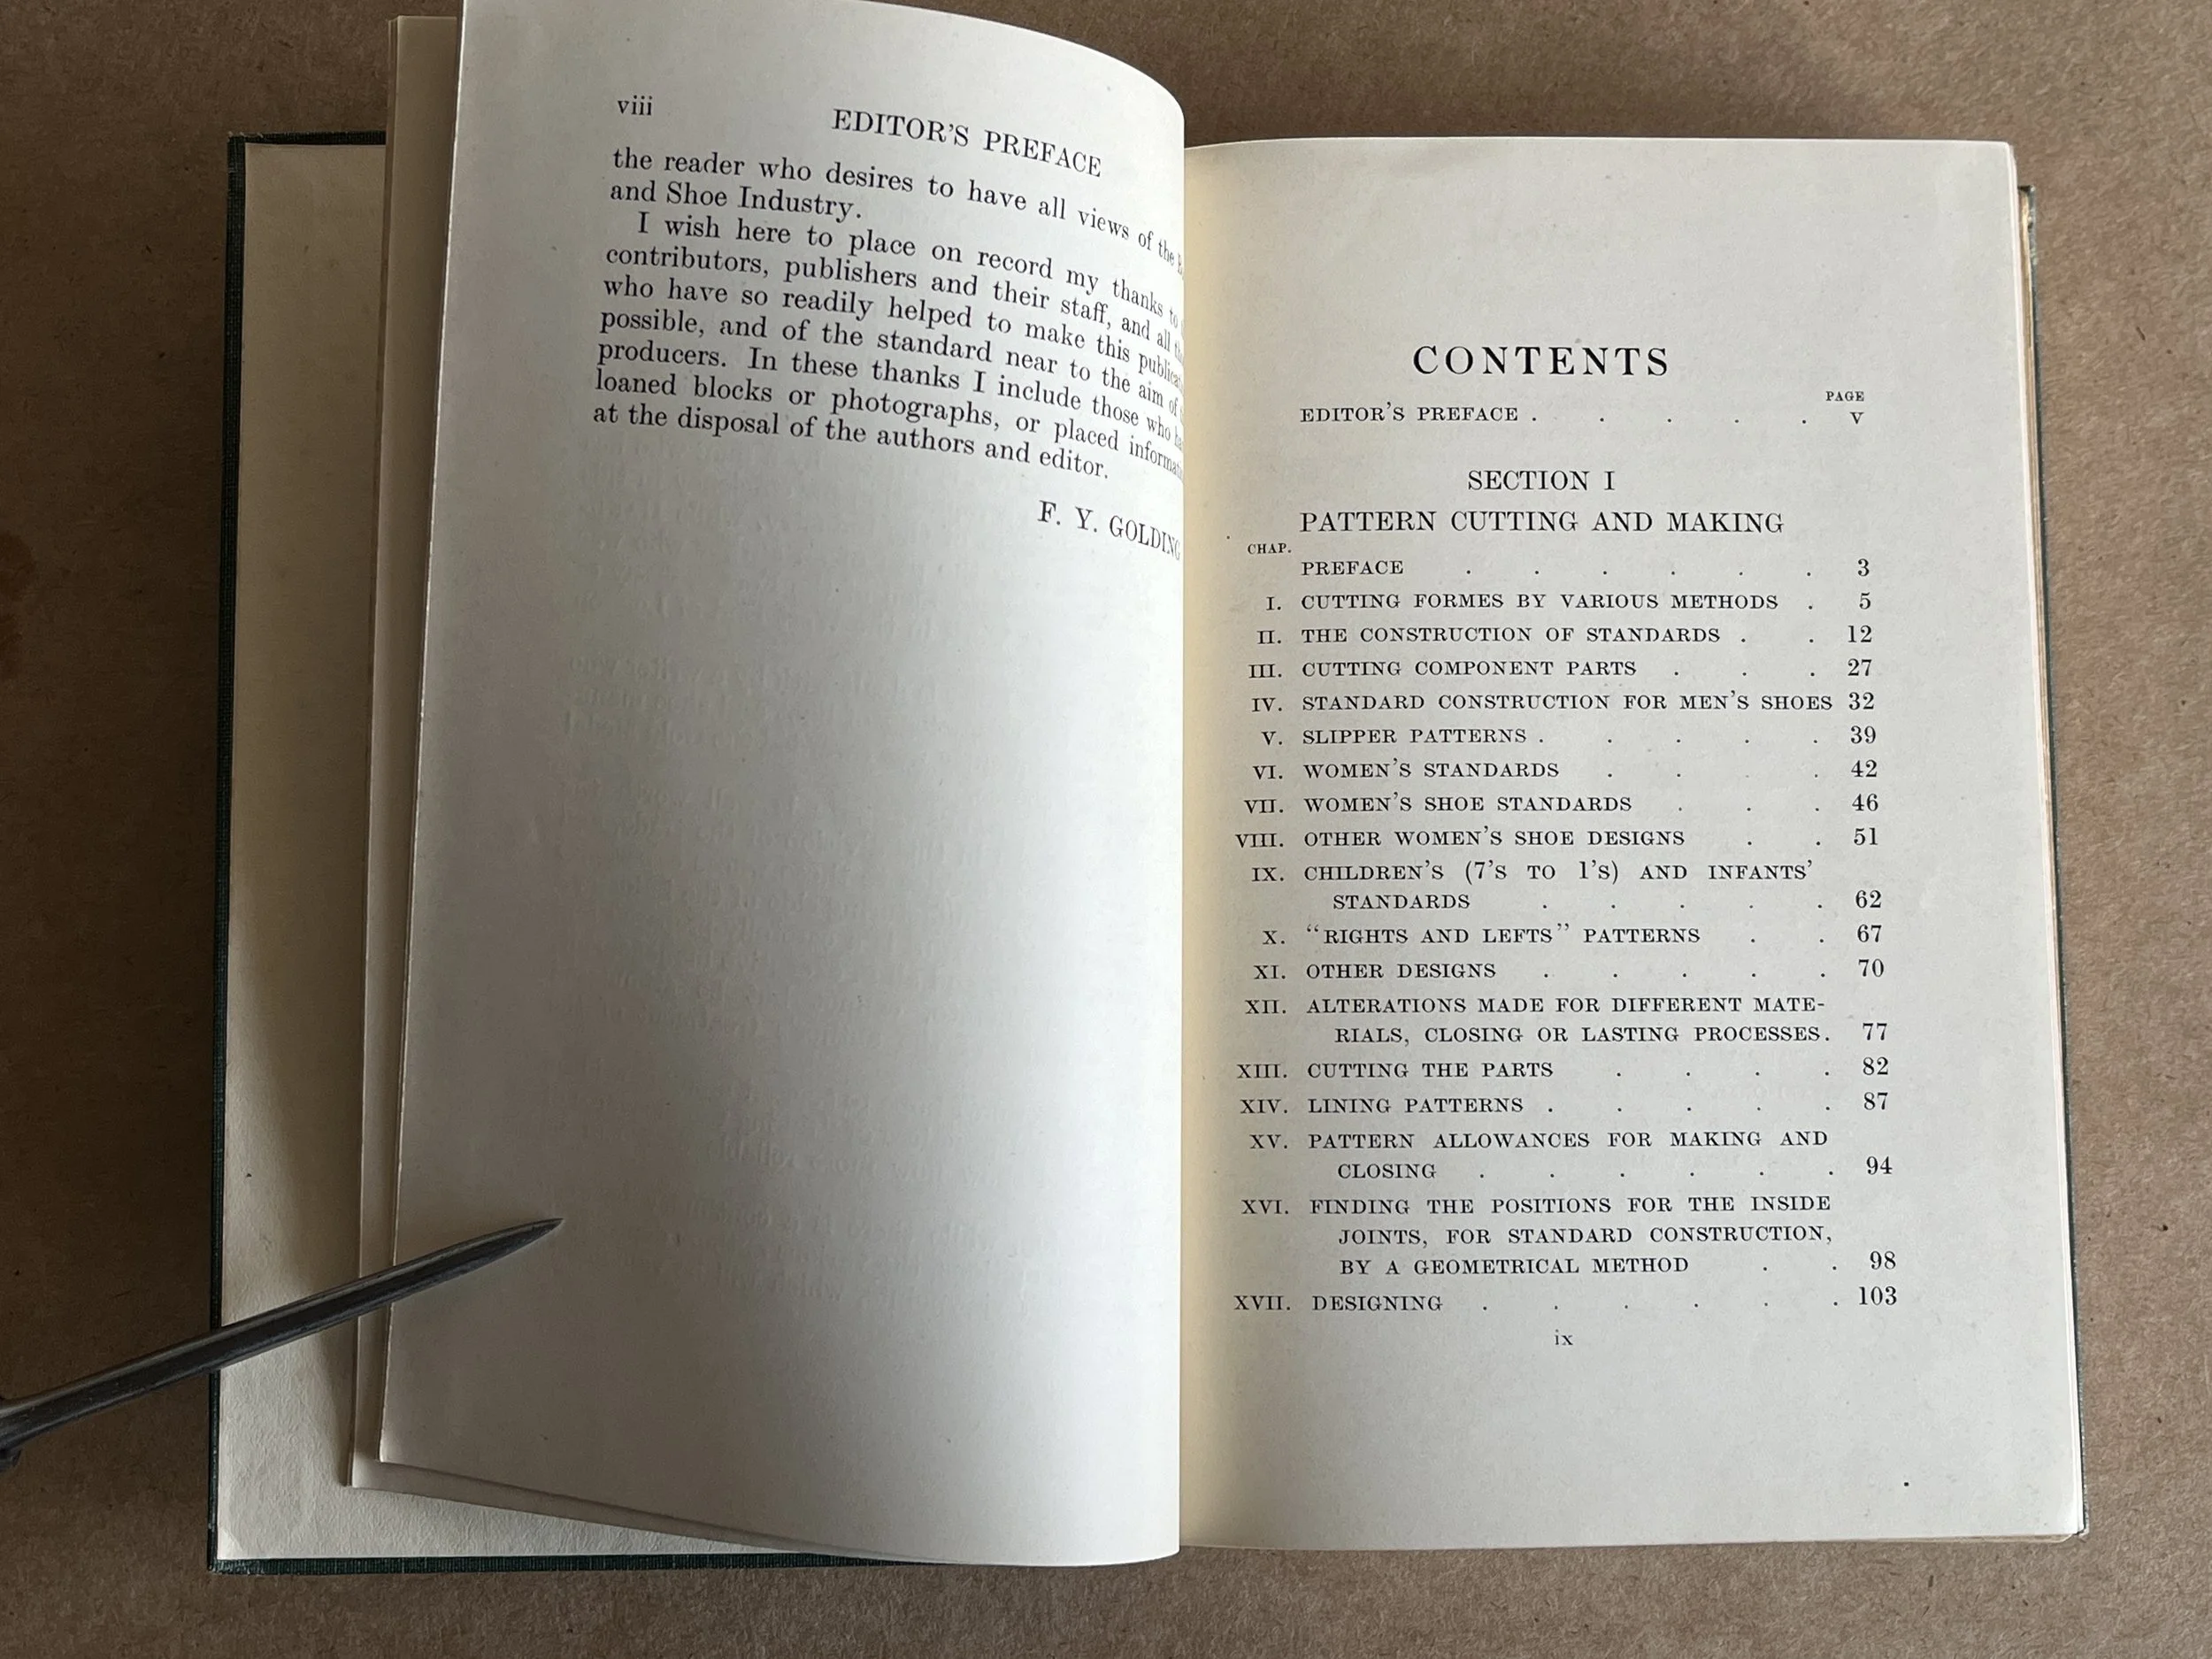 viii
EDITOR'S PREFACE
the reader who desires to have all views of the
and Shoe Industry.
I wish here to place on record my thanks to
contributors, publishers and their staff, and all
who have so readily helped to make this
possible, and of the standard near to the aim of
producers. In these thanks I include those who
loaned blocks or photographs, or placed
at the disposal of the authors and editor.
F. Y. GOLDING
CONTENTS
PAGE
EDITOR'S PREFACE . . . . . v
SECTION I
PATTERN CUTTING AND MAKING
CHAP.
PREFACE . . . . . . 3
I. CUTTING FORMES BY VARIOUS METHODS . 5
II. THE CONSTRUCTION OF STANDARDS . . 12
III. CUTTING COMPONENT PARTS . . . 27
IV. STANDARD CONSTRUCTION FOR MEN'S SHOES 32
V. SLIPPER PATTERNS . . . . . 39
VI. WOMEN'S STANDARDS . . . 42
VII. WOMEN'S SHOE STANDARDS . . . 46
VIII. OTHER WOMEN'S SHOE DESIGNS . . 51
IX. CHILDREN'S (7'S TO 1'S) AND INFANTS'
STANDARDS . . . . . 62
X. "RIGHTS AND LEFTS" PATTERNS . . 67
XI. OTHER DESIGNS . . . . . 70
XII. ALTERATIONS MADE FOR DIFFERENT MATE-
RIALS, CLOSING OR LASTING PROCESSES. 77
XIII. CUTTING THE PARTS . . . . 82
XIV. LINING PATTERNS . . . . . 87
XV. PATTERN ALLOWANCES FOR MAKING AND
CLOSING . . . . . . 94
XVI. FINDING THE POSITIONS FOR THE INSIDE
JOINTS, FOR STANDARD CONSTRUCTION,
BY A GEOMETRICAL METHOD . . 98
XVII. DESIGNING . . . . . . 103
ix